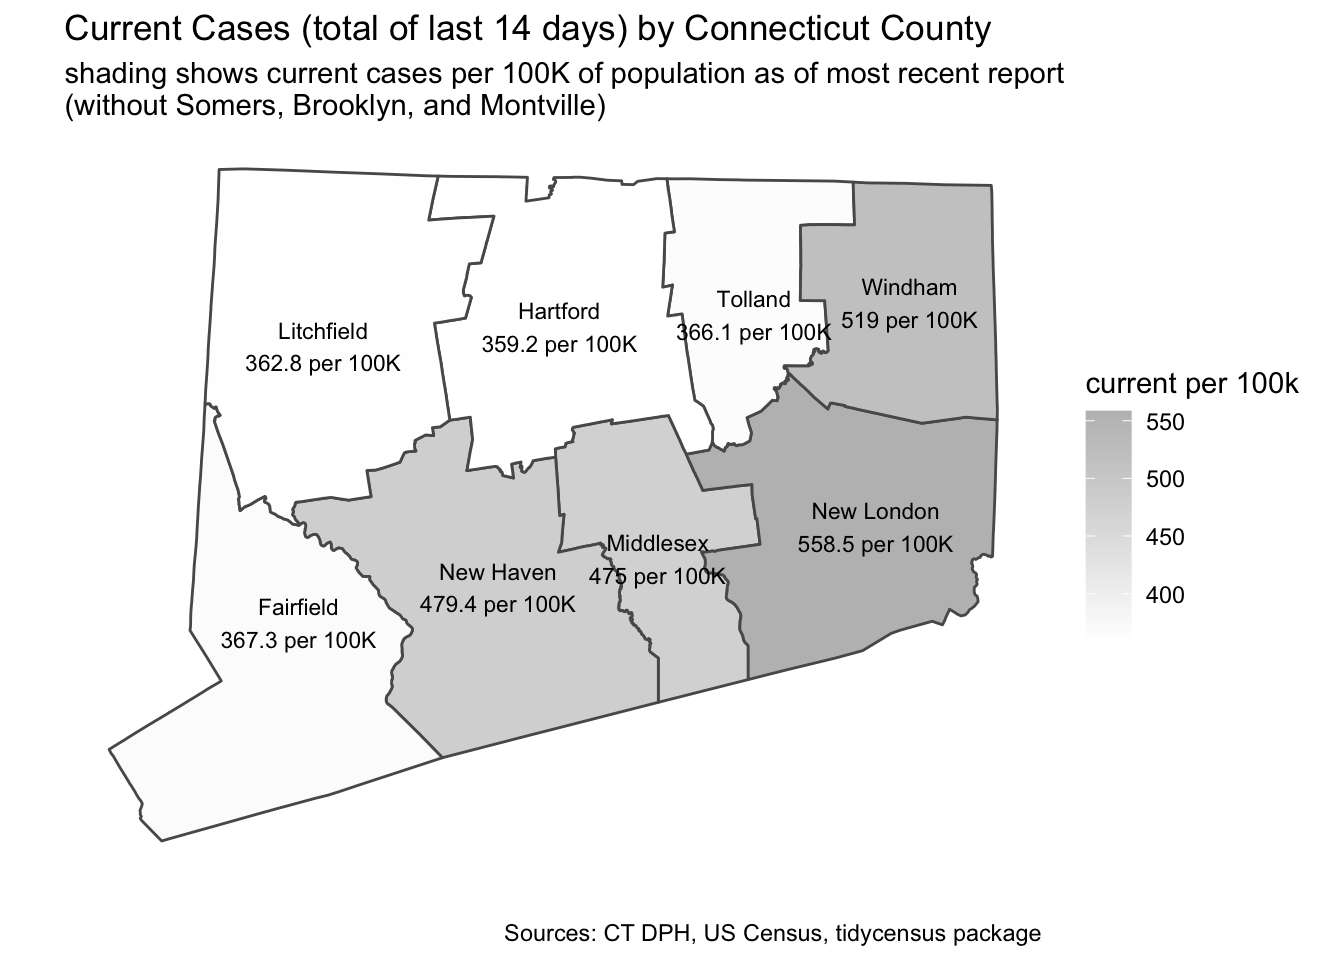 Current Cases (total of last 14 days) by Connecticut County
shading shows current cases per 100K of population as of most recent report
(without Somers, Brooklyn, and Montville)
Litchfield
362.8 per 100K
Hartford
359.2 per 100K
Tolland
366.1 per 100K
Windham
519 per 100K
New London
558.5 per 100K
Middlesex
475 per 100K
New Haven
479.4 per 100K
Fairfield
367.3 per 100K
current per 100k
550
500
450
400
Sources: CT DPH, US Census, tidycensus package